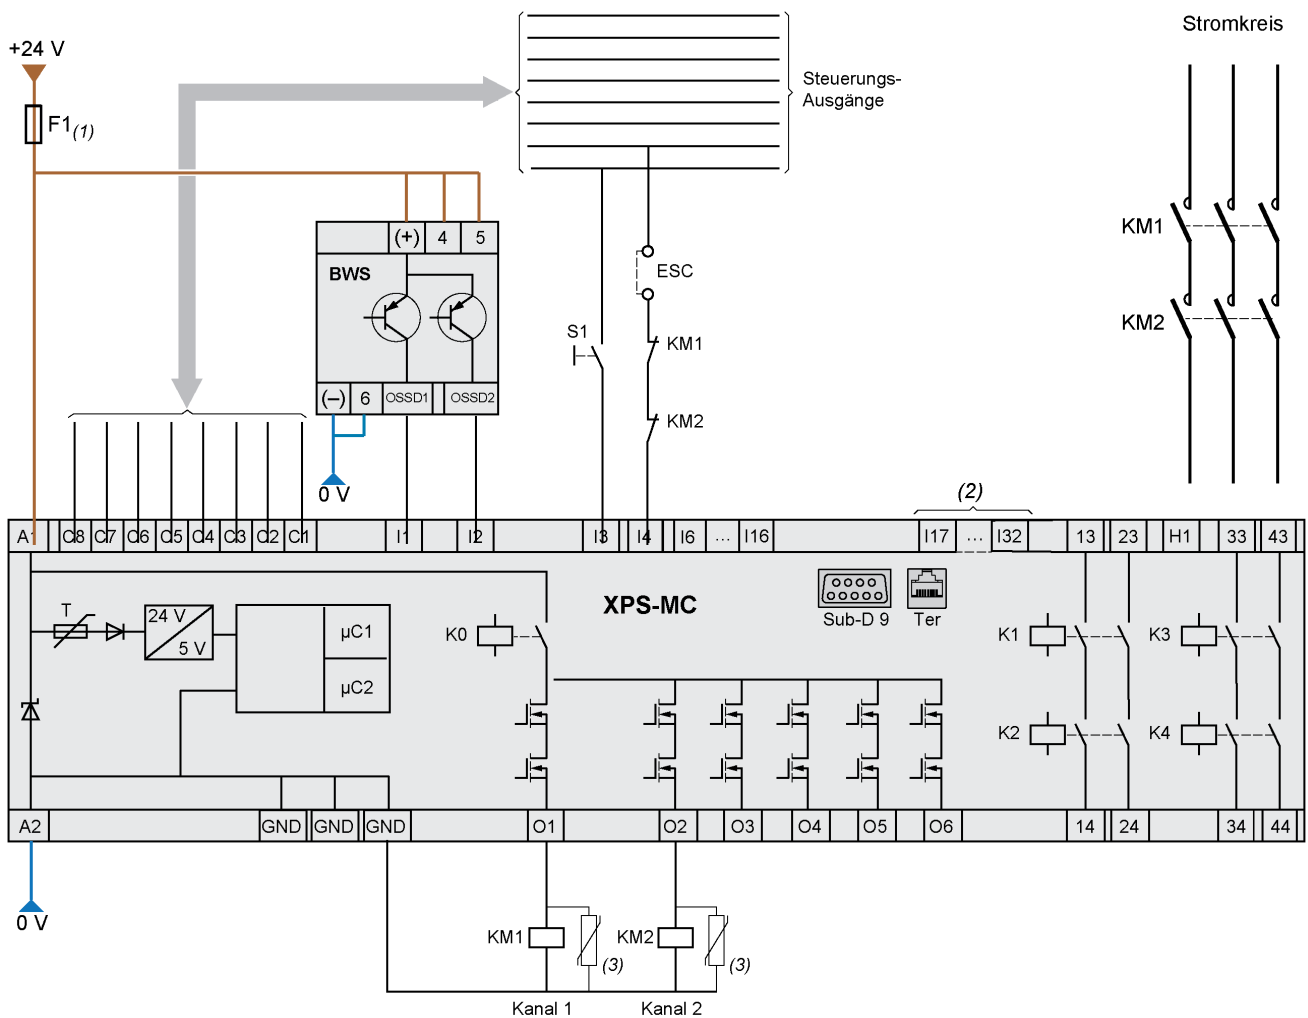 Stromkreis
+24 V
F1(1)
Steuerungs-
Ausgänge
(+) 4 5
BWS
(–) 6 OSSD1 OSSD2
0 V
ESC
S1
KM1
KM2
KM1
KM2
(2)
A1 C8 C7 C6 C5 C4 C3 C2 C1 I1 I2 I3 I4 I6 ... I16 I17 ... I32 13 23 H1 33 43
XPS-MC
Sub-D 9 Ter
T
24 V
5 V
µC1
µC2
K0
K1
K3
K2
K4
A2 GND GND GND O1 O2 O3 O4 O5 O6 14 24 34 44
0 V
KM1 (3)
KM2 (3)
Kanal 1 Kanal 2